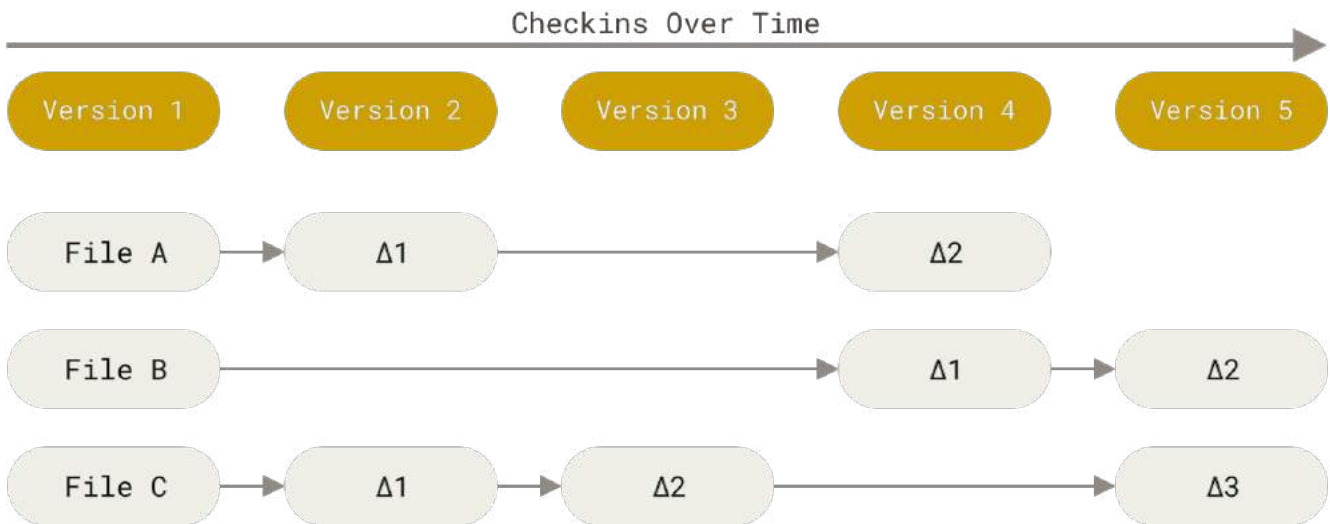 Checkins Over Time
Version 1 Version 2 Version 3 Version 4 Version 5
File A Δ1 Δ2
File B Δ1 Δ2
File C Δ1 Δ2 Δ3